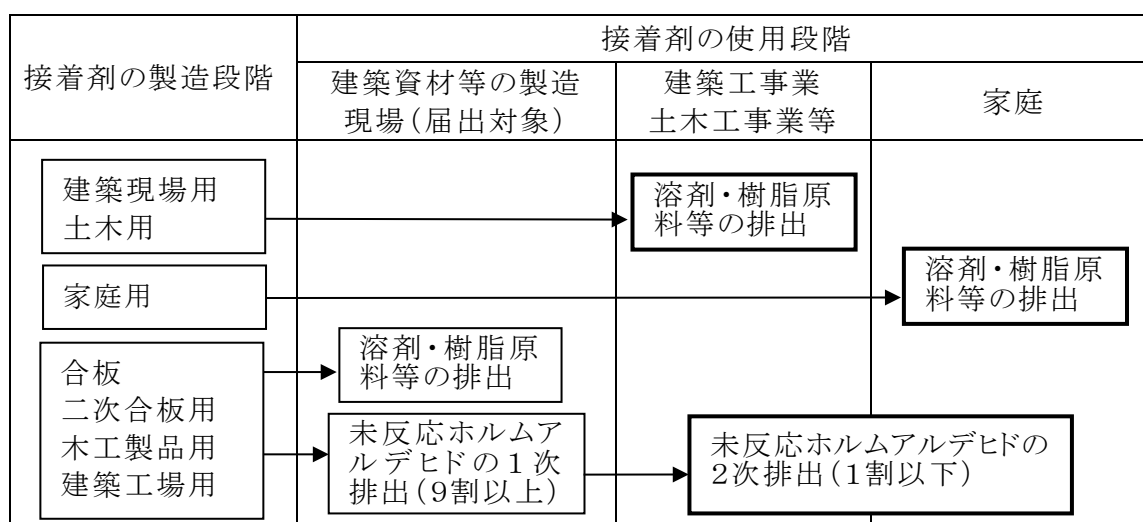 接着剤の製造段階
接着剤の使用段階
建築資材等の製造
現場(届出対象)
建築工事業
土木工事業等
家庭
建築現場用
土木用
溶剤・樹脂原
料等の排出
家庭用
溶剤・樹脂原
料等の排出
合板
二次合板用
木工製品用
建築工場用
溶剤・樹脂原
料等の排出
未反応ホルムア
ルデヒドの1次
排出(9割以上)
未反応ホルムアルデヒドの
2次排出(1割以下)